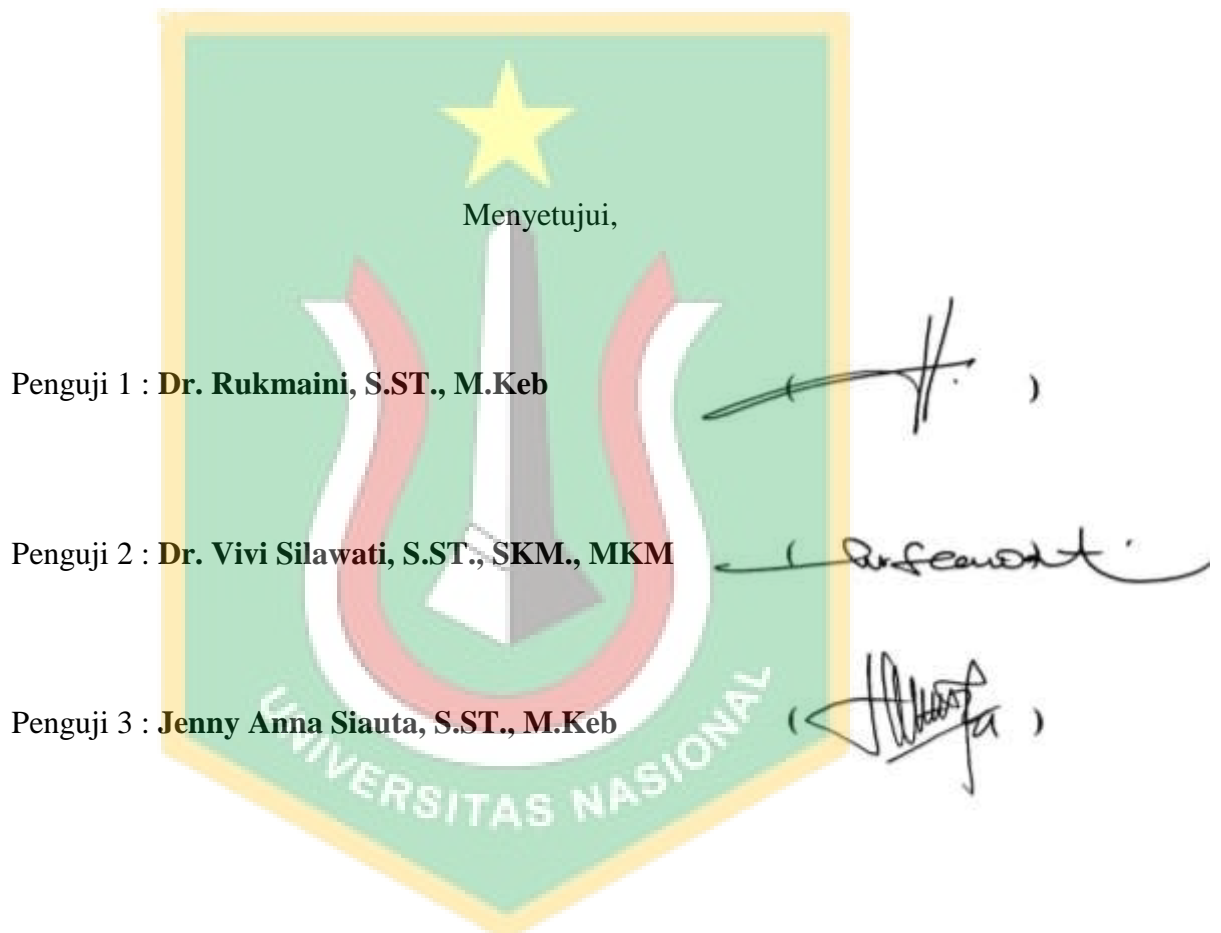 Menyetujui,
Penguji 1 : Dr. Rukmaini, S.ST., M.Keb ( )
Penguji 2 : Dr. Vivi Silawati, S.ST., SKM., MKM (
Penguji 3 : Jenny Anna Siauta, S.ST., M.Keb ( )
UNIVERSITAS NASIONAL